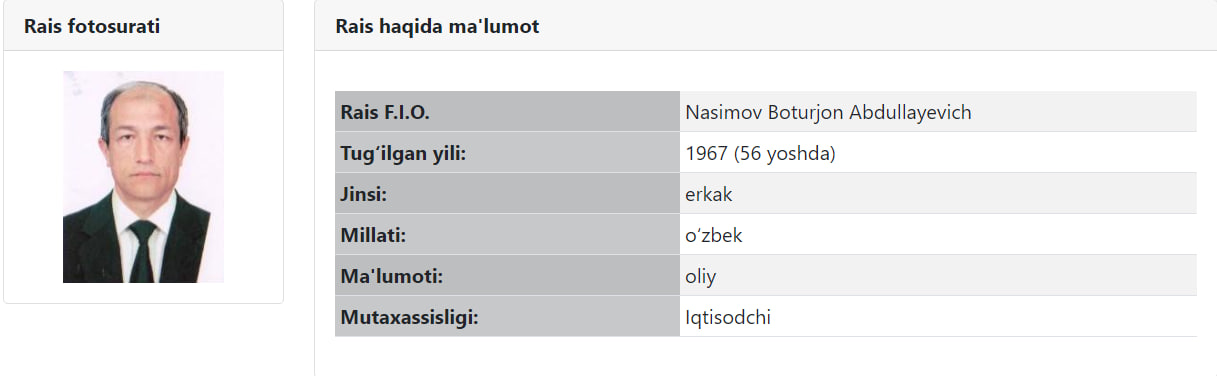 Rais fotosurati
Rais haqida ma'lumot
Rais F.I.O. Nasimov Boturjon Abdullayevich
Tug‘ilgan yili: 1967 (56 yoshda)
Jinsi: erkak
Millati: o‘zbek
Ma'lumoti: oliy
Mutaxassisligi: Iqtisodchi